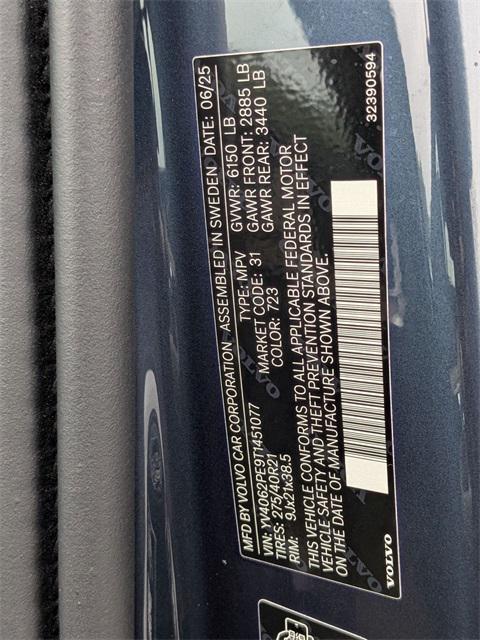 MFD BY VOLVO CAR CORPORATION ASSEMBLED IN SWEDEN DATE: 06/25
VIN: YV4062PE9T1451077 TYPE: MPV GVWR: 6150 LB
TIRES: 275/40R21 MARKET CODE: 31 GAWR FRONT: 2885 LB
RIM: 9Jx21x38.5 COLOR: 723 GAWR REAR: 3440 LB
THIS VEHICLE CONFORMS TO ALL APPLICABLE FEDERAL MOTOR
VEHICLE SAFETY AND THEFT PREVENTION STANDARDS IN EFFECT
ON THE DATE OF MANUFACTURE SHOWN ABOVE.
VOLVO 32390594